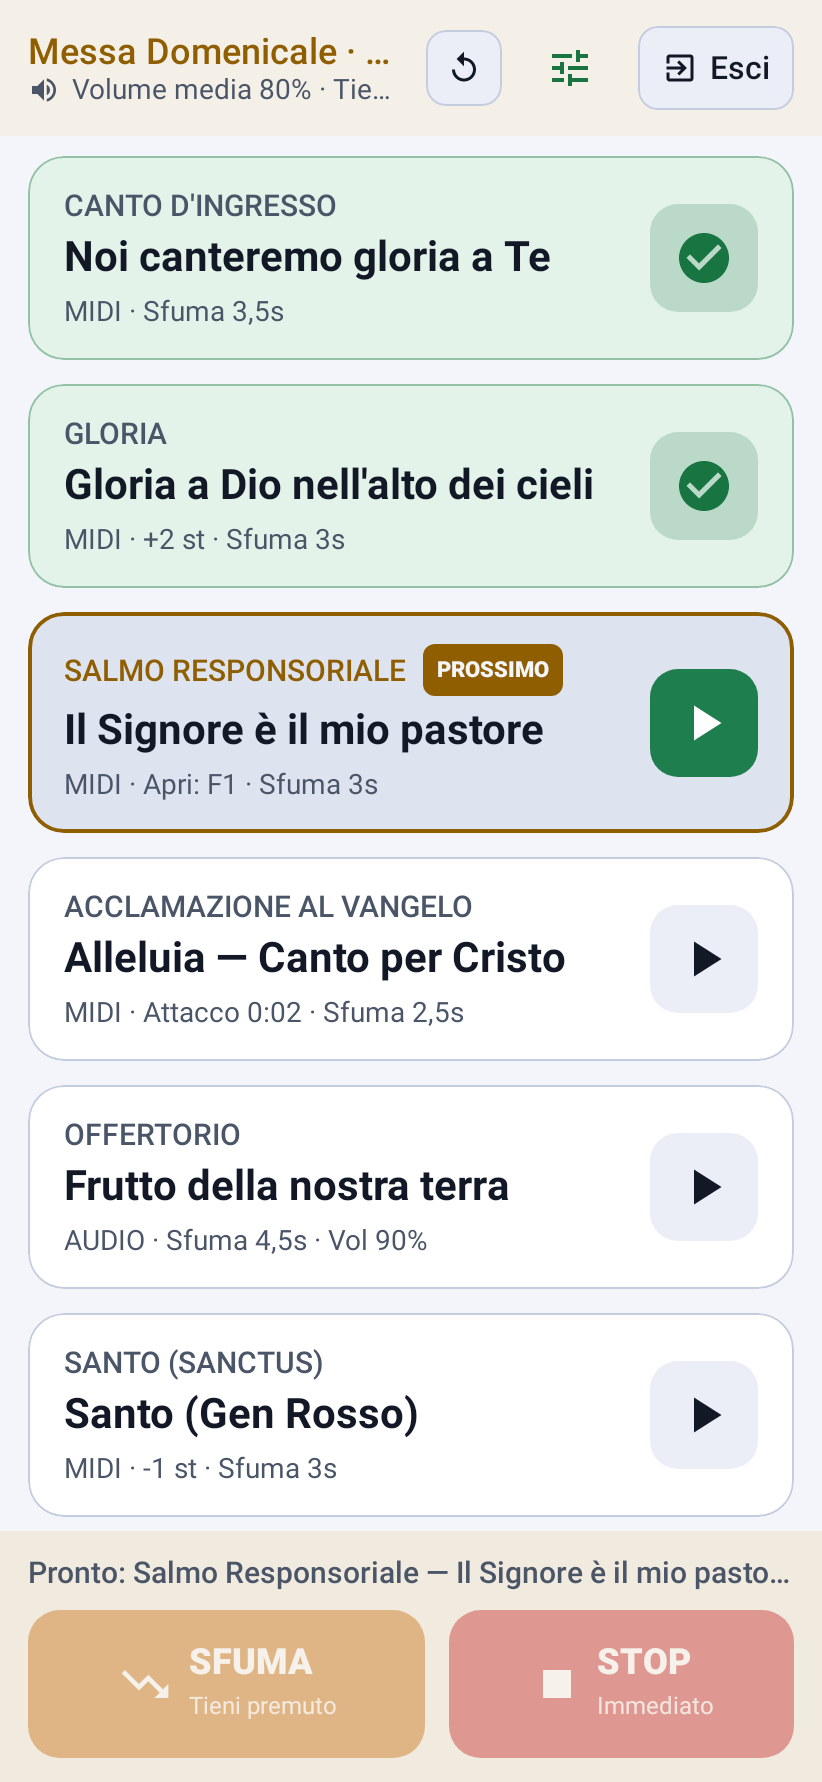 Messa Domenicale · …
Volume media 80% · Tie…
Esci
CANTO D'INGRESSO
Noi canteremo gloria a Te
MIDI · Sfuma 3,5s
GLORIA
Gloria a Dio nell'alto dei cieli
MIDI · +2 st · Sfuma 3s
SALMO RESPONSORIALE PROSSIMO
Il Signore è il mio pastore
MIDI · Apri: F1 · Sfuma 3s
ACCLAMAZIONE AL VANGELO
Alleluia — Canto per Cristo
MIDI · Attacco 0:02 · Sfuma 2,5s
OFFERTORIO
Frutto della nostra terra
AUDIO · Sfuma 4,5s · Vol 90%
SANTO (SANCTUS)
Santo (Gen Rosso)
MIDI · -1 st · Sfuma 3s
Pronto: Salmo Responsoriale — Il Signore è il mio pasto…
SFUMA
Tieni premuto
STOP
Immediato